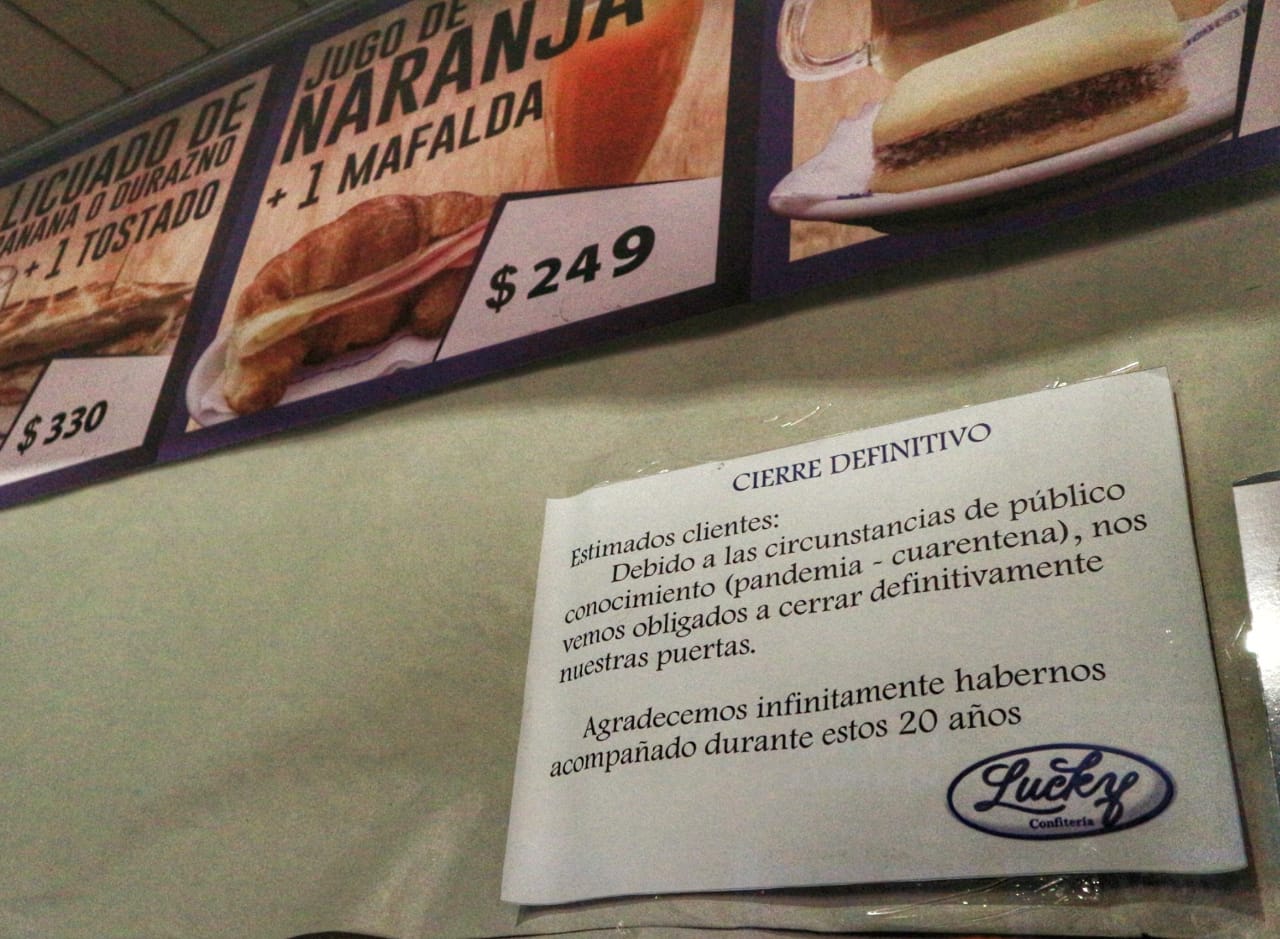 LICUADO DE
BANANA O DURAZNO
+ 1 TOSTADO
$ 330
JUGO DE
NARANJA
+ 1 MAFALDA
$ 249
CIERRE DEFINITIVO
Estimados clientes:
Debido a las circunstancias de público
conocimiento (pandemia - cuarentena), nos
vemos obligados a cerrar definitivamente
nuestras puertas.
Agradecemos infinitamente habernos
acompañado durante estos 20 años
Lucky
Confitería